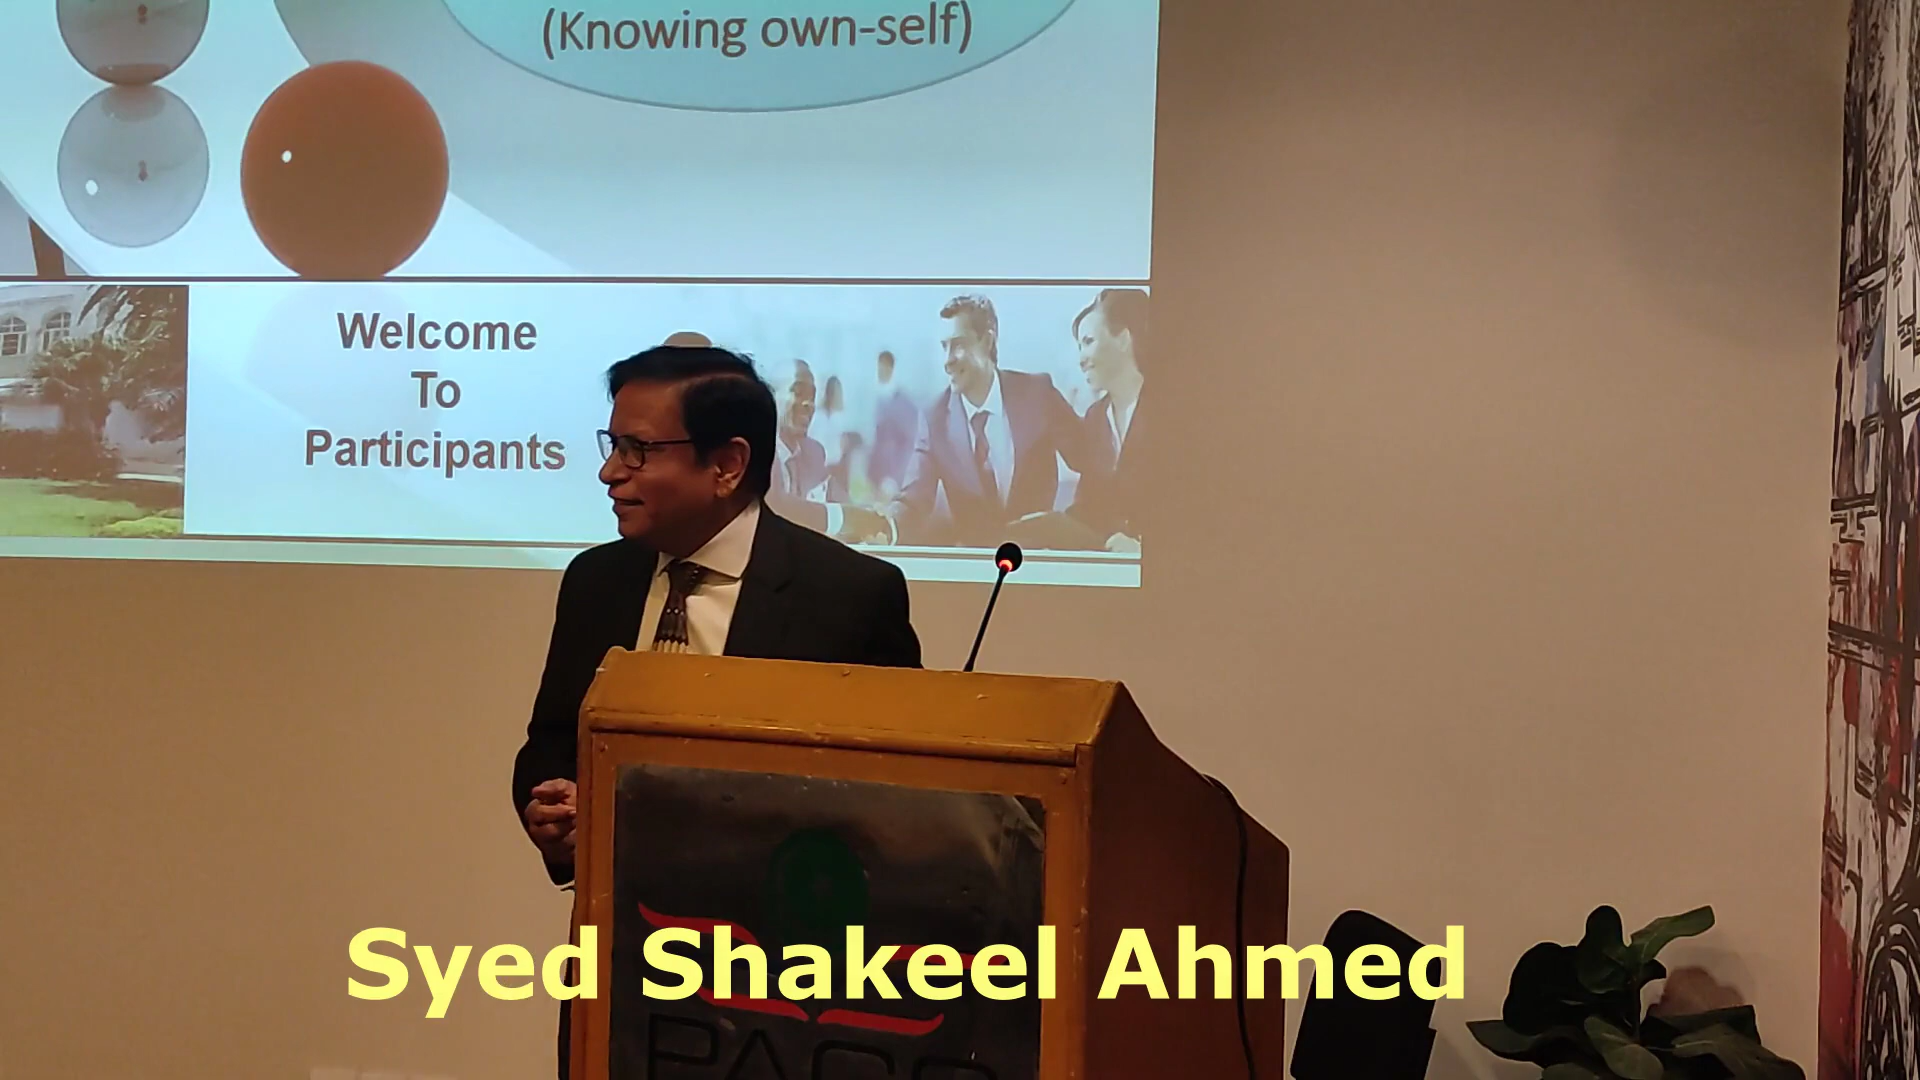 (Knowing own-self)
Welcome
To
Participants
Syed Shakeel Ahmed